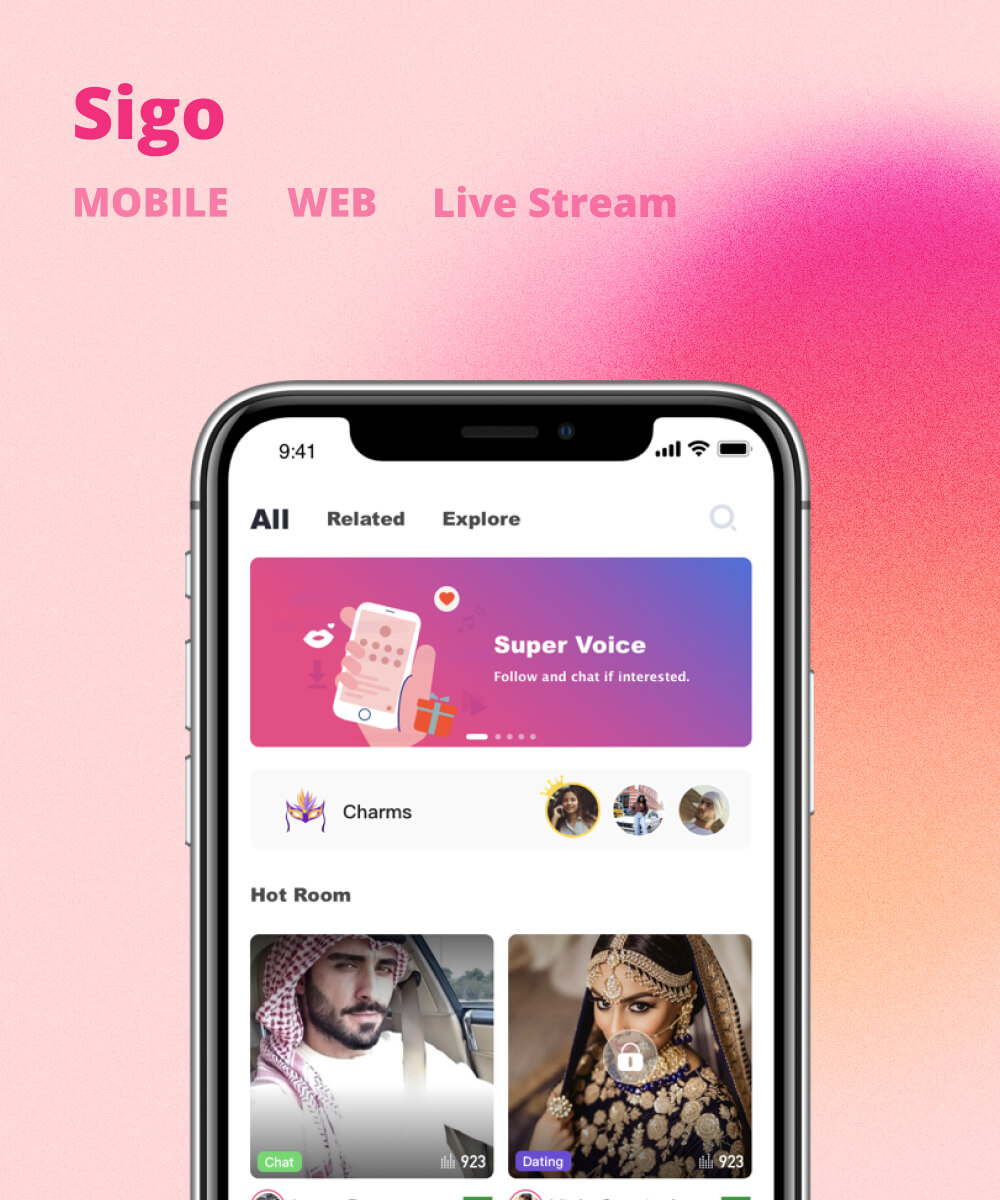 Sigo
MOBILE WEB Live Stream
9:41
All Related Explore
Super Voice
Follow and chat if interested.
Charms
Hot Room
Chat 923
Dating 923